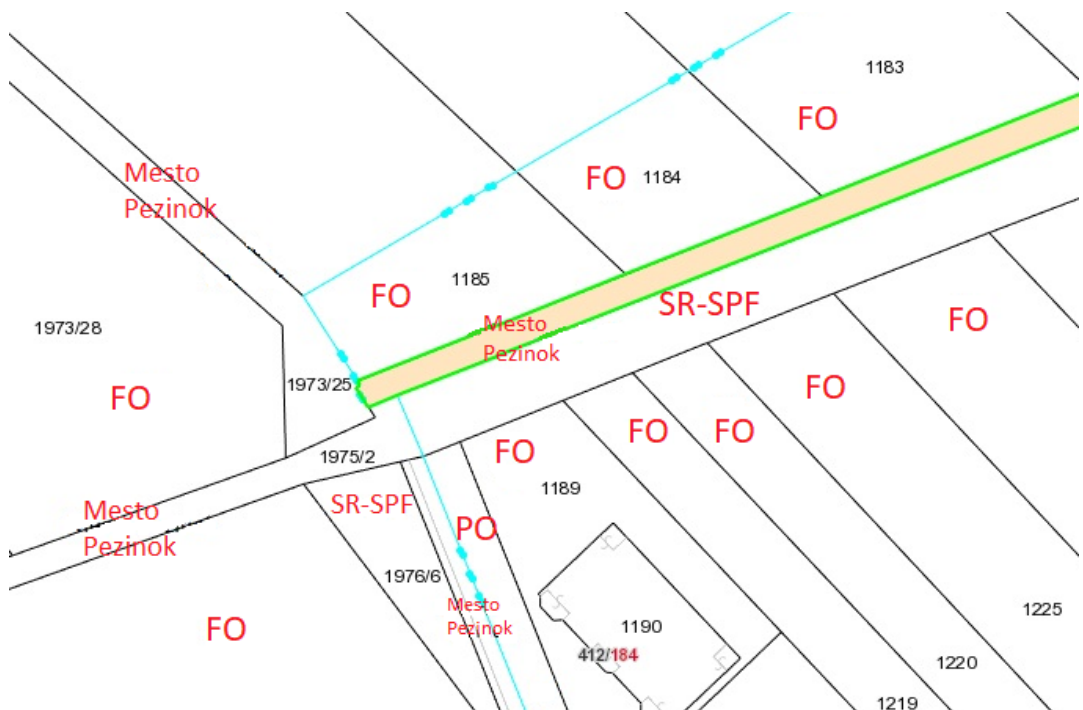 1183
FO
Mesto
Pezinok
FO
1184
1185
FO
SR-SPF
Mesto
Pezinok
FO
1973/28
1973/25
FO
FO
FO
FO
FO
1975/2
1189
SR-SPF
Mesto
Pezinok
PO
1976/6
Mesto
Pezinok
1225
FO
1190
412/184
1220
1219